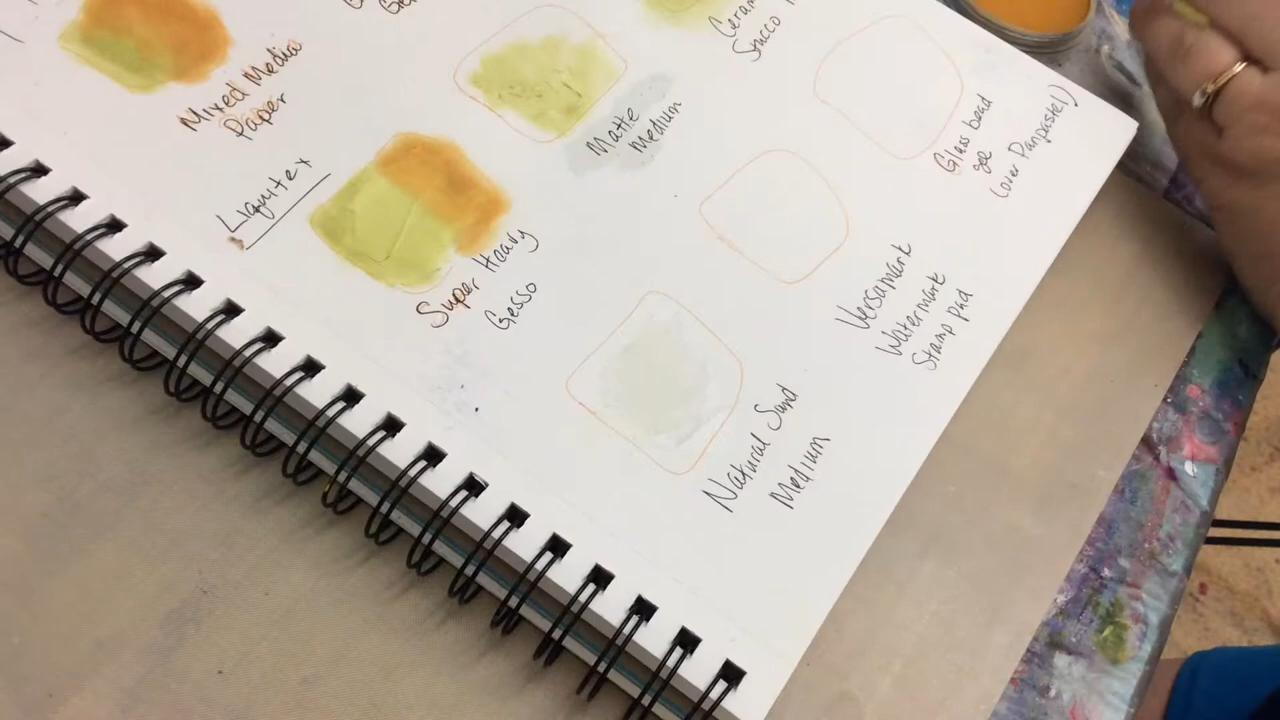 Mixed Media
Paper
Liquitex
Super Heavy
Gesso
Matte
Medium
Stucco
Glass bead
gel
(over Panpastel)
Versamark
Watermark
Stamp Pad
Natural Sand
Medium